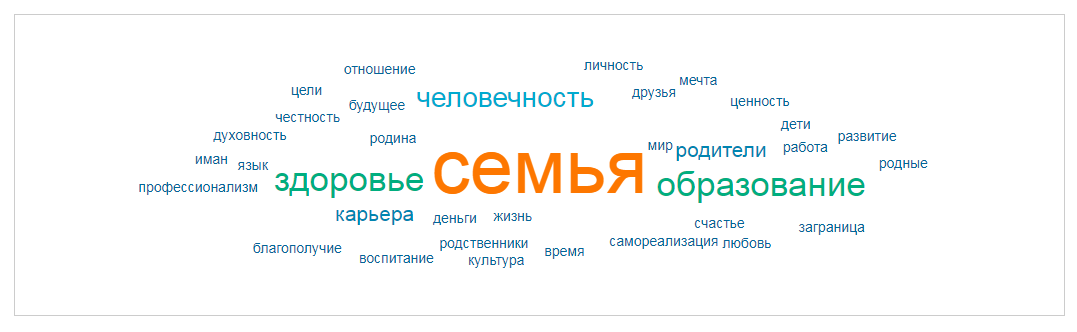 личность
отношение
мечта
цели
друзья
человечность
ценность
будущее
честность
дети
духовность
родина
развитие
мир
родители
работа
иман
язык
семья
родные
здоровье
образование
профессионализм
карьера
деньги
жизнь
счастье
заграница
родственники
самореализация
любовь
благополучие
время
воспитание
культура